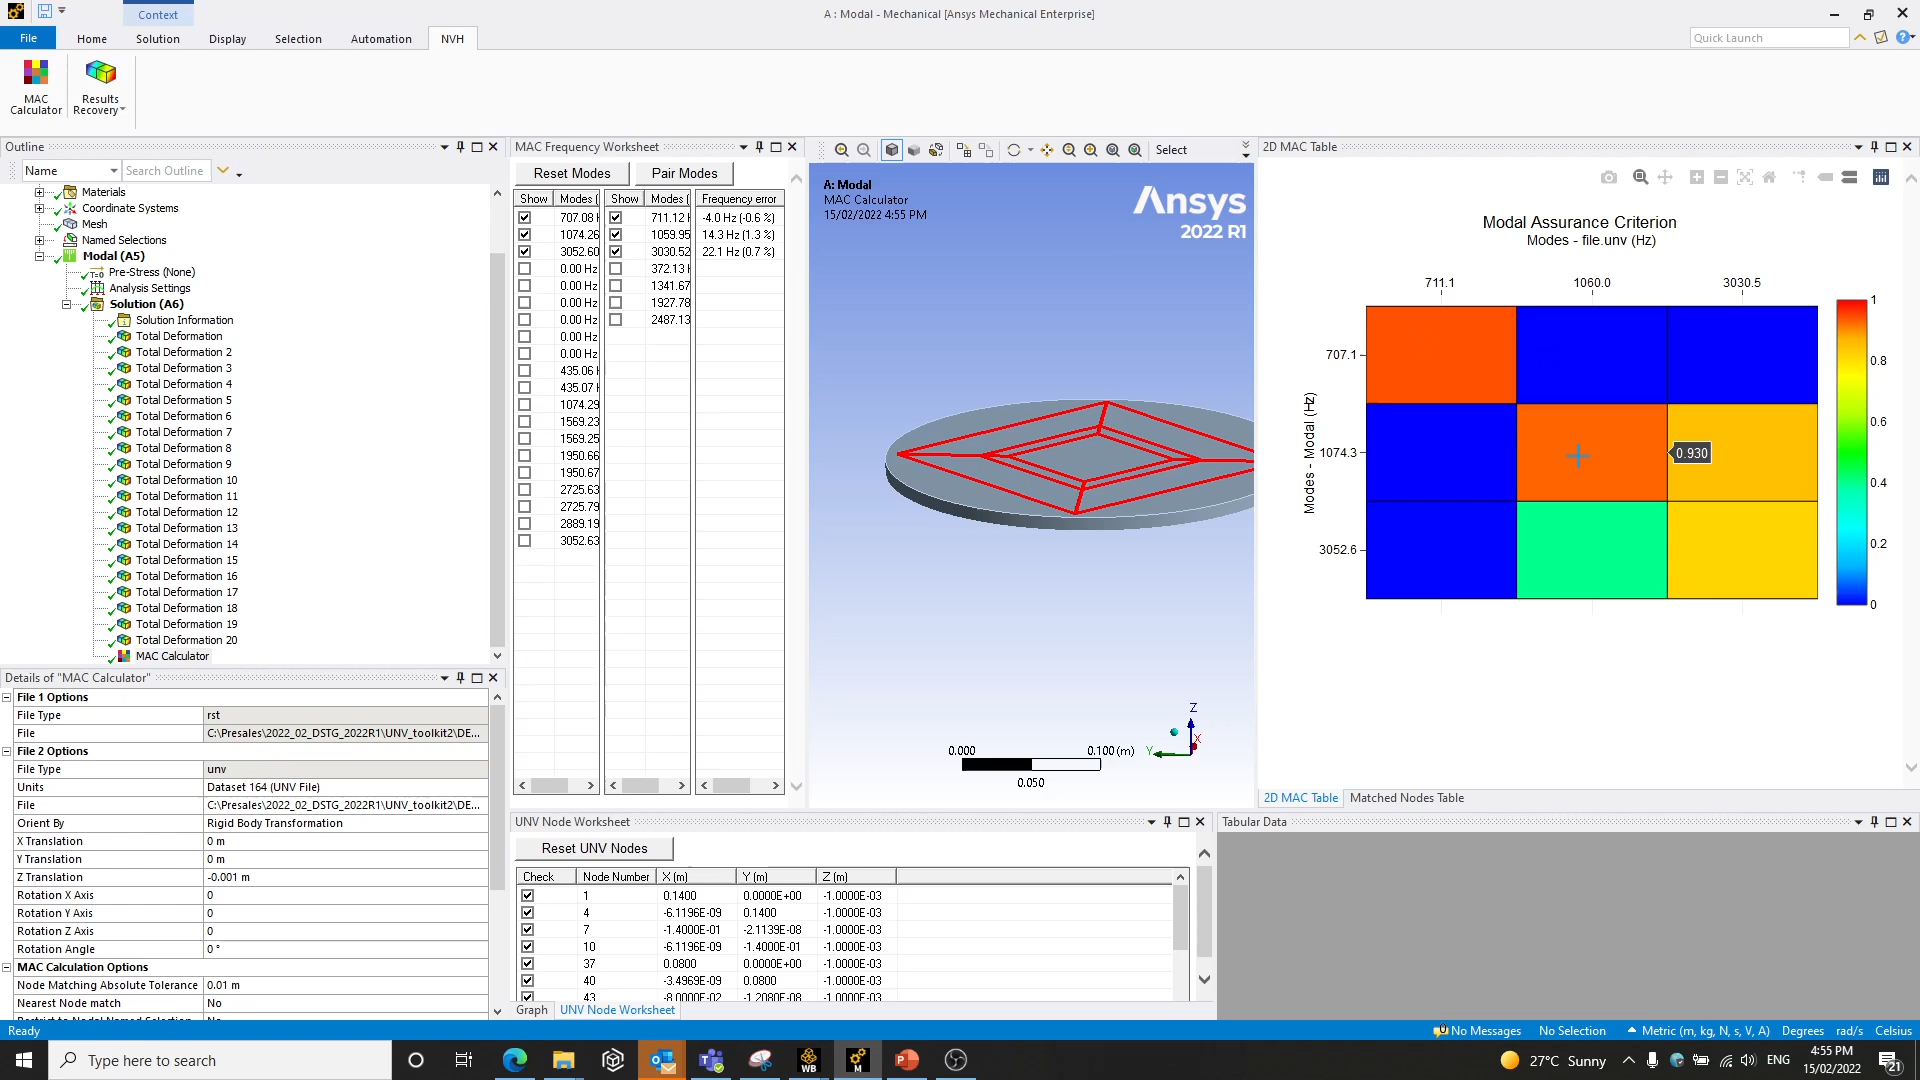 Context
A : Modal - Mechanical [Ansys Mechanical Enterprise]
File Home Solution Display Selection Automation NVH
Quick Launch
MAC Calculator
Results Recovery
Outline
Name Search Outline
Materials
Coordinate Systems
Mesh
Named Selections
Modal (A5)
Pre-Stress (None)
Analysis Settings
Solution (A6)
Solution Information
Total Deformation
Total Deformation 2
Total Deformation 3
Total Deformation 4
Total Deformation 5
Total Deformation 6
Total Deformation 7
Total Deformation 8
Total Deformation 9
Total Deformation 10
Total Deformation 11
Total Deformation 12
Total Deformation 13
Total Deformation 14
Total Deformation 15
Total Deformation 16
Total Deformation 17
Total Deformation 18
Total Deformation 19
Total Deformation 20
MAC Calculator
Details of "MAC Calculator"
File 1 Options
File Type rst
File C:\Presales\2022_02_DSTG_2022R1\UNV_toolkit2\DE...
File 2 Options
File Type unv
Units Dataset 164 (UNV File)
File C:\Presales\2022_02_DSTG_2022R1\UNV_toolkit2\DE...
Orient By Rigid Body Transformation
X Translation 0 m
Y Translation 0 m
Z Translation -0.001 m
Rotation X Axis 0
Rotation Y Axis 0
Rotation Z Axis 0
Rotation Angle 0 °
MAC Calculation Options
Node Matching Absolute Tolerance 0.01 m
Nearest Node match No
MAC Frequency Worksheet
Reset Modes Pair Modes
Show Modes ( Show Modes ( Frequency error
707.08 711.12 -4.0 Hz (-0.6 %)
1074.26 1059.95 14.3 Hz (1.3 %)
3052.60 3030.52 22.1 Hz (0.7 %)
0.00 Hz 372.13
0.00 Hz 1341.67
0.00 Hz 1927.78
0.00 Hz 2487.13
0.00 Hz
0.00 Hz
435.06
435.07
1074.29
1569.23
1569.25
1950.66
1950.67
2725.63
2725.79
2889.19
3052.63
Select
A: Modal
MAC Calculator
15/02/2022 4:55 PM
Ansys
2022 R1
0.000 0.100 (m)
0.050
Z
X
Y
2D MAC Table
Modal Assurance Criterion
Modes - file.unv (Hz)
711.1 1060.0 3030.5
Modes - Modal (Hz)
707.1
1074.3
3052.6
0.930
1
0.8
0.6
0.4
0.2
0
2D MAC Table Matched Nodes Table
UNV Node Worksheet
Reset UNV Nodes
Check Node Number X (m) Y (m) Z (m)
1 0.1400 0.0000E+00 -1.0000E-03
4 -6.1196E-09 0.1400 -1.0000E-03
7 -1.4000E-01 -2.1139E-08 -1.0000E-03
10 -6.1196E-09 -1.4000E-01 -1.0000E-03
37 0.0800 0.0000E+00 -1.0000E-03
40 -3.4969E-09 0.0800 -1.0000E-03
43 -8.0000E-02 -1.2080E-08 -1.0000E-03
Graph UNV Node Worksheet
Tabular Data
Ready
0 No Messages No Selection Metric (m, kg, N, s, V, A) Degrees rad/s Celsius
Type here to search
WB
M
27°C Sunny
ENG
4:55 PM
15/02/2022
21